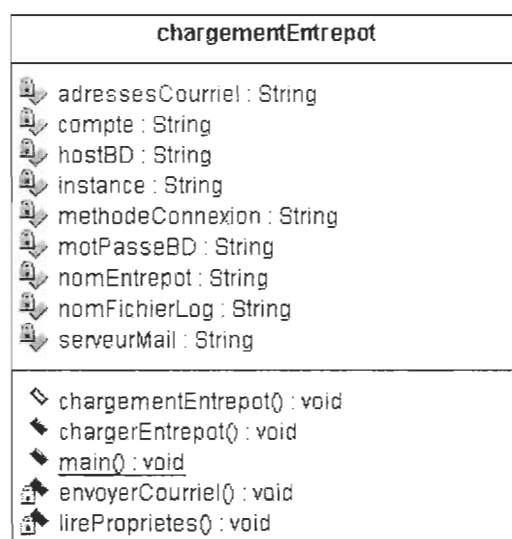 chargementEntrepot
adressesCourriel : String
compte : String
hostBD : String
instance : String
methodeConnexion : String
motPasseBD : String
nomEntrepot : String
nomFichierLog : String
serveurMail : String
chargementEntrepot() : void
chargerEntrepot() : void
main() : void
envoyerCourriel() : void
lireProprietes() : void